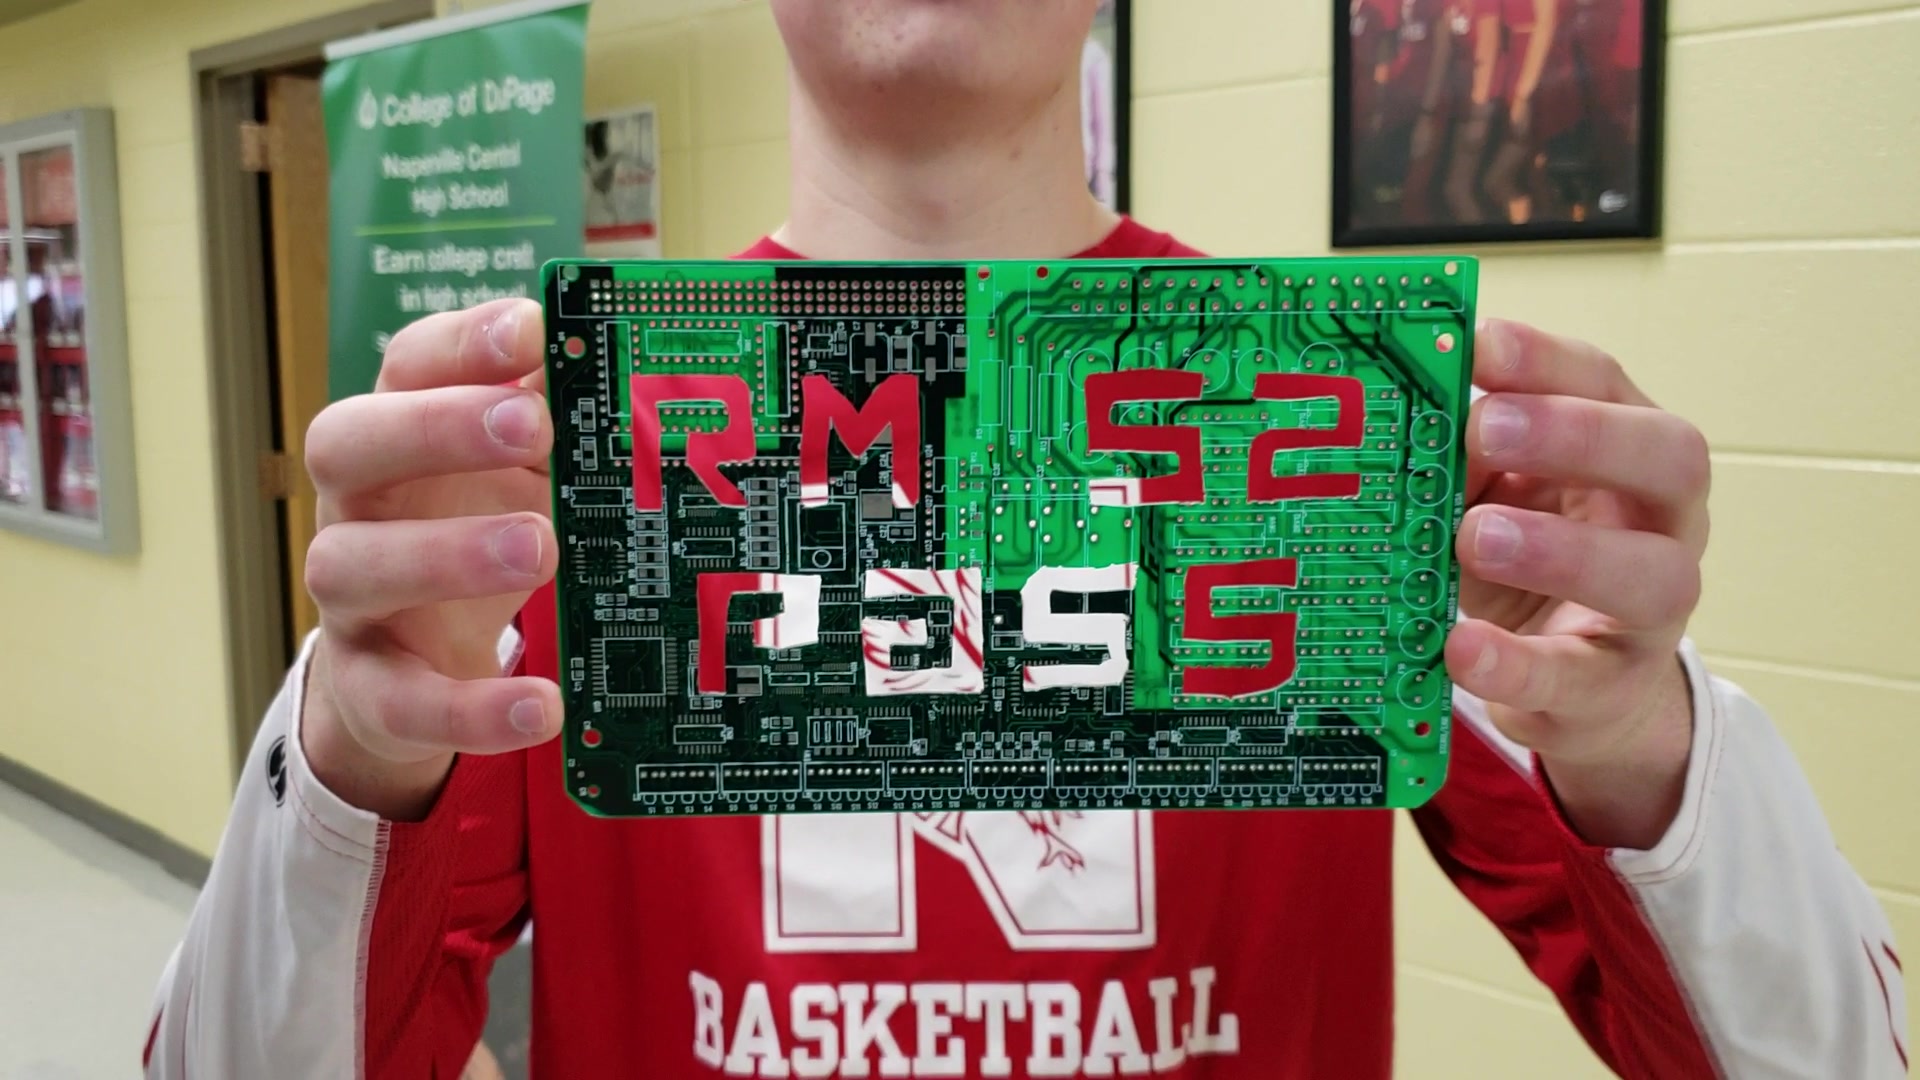 College of DuPage
Naperville Central
High School
Earn college credit
in high school!
RM 52
Pass
N
BASKETBALL